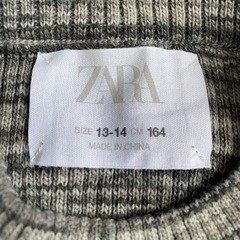 ZARA
SIZE 13-14 CM 164
MADE IN CHINA